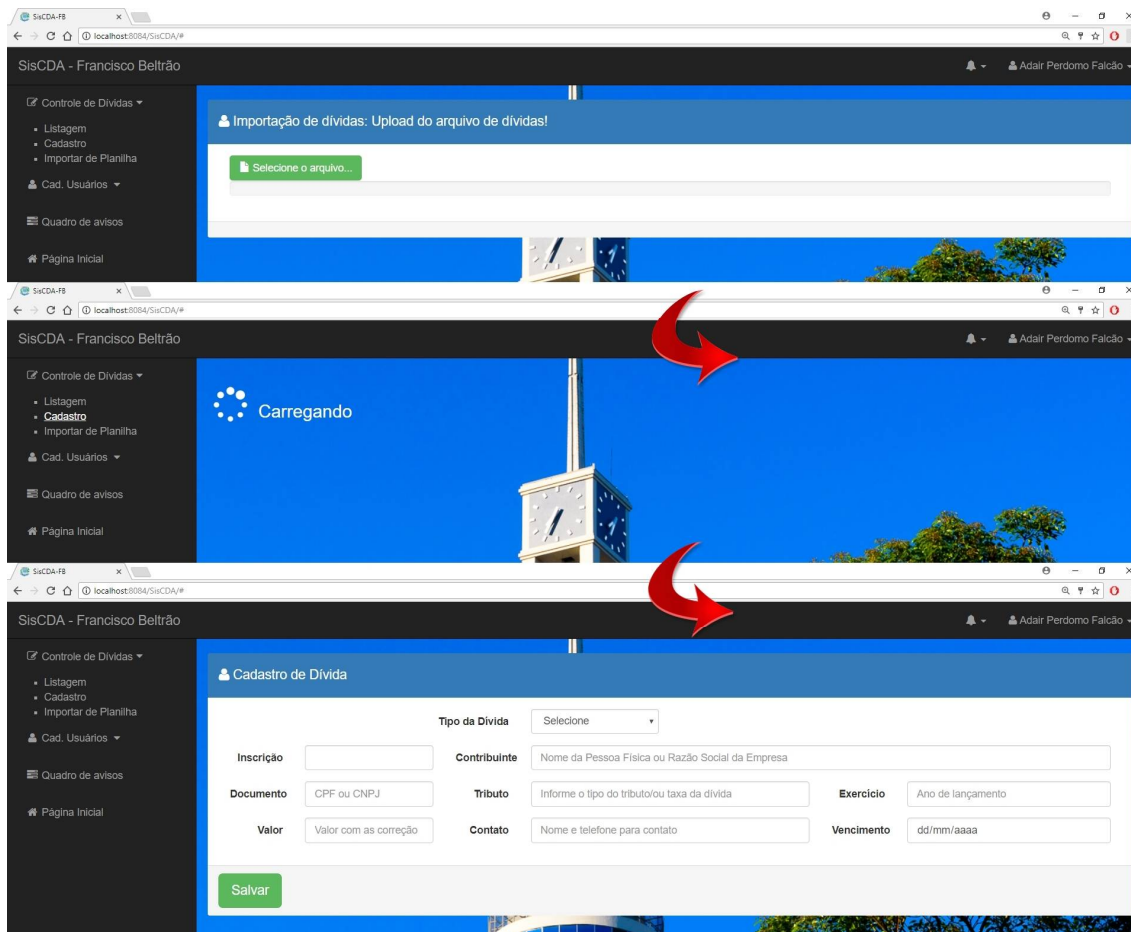 SisCDA-FB
localhost:8084/SisCDA/#
SisCDA - Francisco Beltrão
Adair Perdomo Falcão
Controle de Dívidas
Listagem
Cadastro
Importar de Planilha
Cad. Usuários
Quadro de avisos
Página Inicial
Importação de dívidas: Upload do arquivo de dívidas!
Selecione o arquivo...
SisCDA-FB
localhost:8084/SisCDA/#
SisCDA - Francisco Beltrão
Adair Perdomo Falcão
Controle de Dívidas
Listagem
Cadastro
Importar de Planilha
Cad. Usuários
Quadro de avisos
Página Inicial
Carregando
SisCDA-FB
localhost:8084/SisCDA/#
SisCDA - Francisco Beltrão
Adair Perdomo Falcão
Controle de Dívidas
Listagem
Cadastro
Importar de Planilha
Cad. Usuários
Quadro de avisos
Página Inicial
Cadastro de Dívida
Tipo da Dívida Selecione
Inscrição Contribuinte Nome da Pessoa Física ou Razão Social da Empresa
Documento CPF ou CNPJ Tributo Informe o tipo do tributo/ou taxa da dívida Exercício Ano de lançamento
Valor Valor com as correção Contato Nome e telefone para contato Vencimento dd/mm/aaaa
Salvar